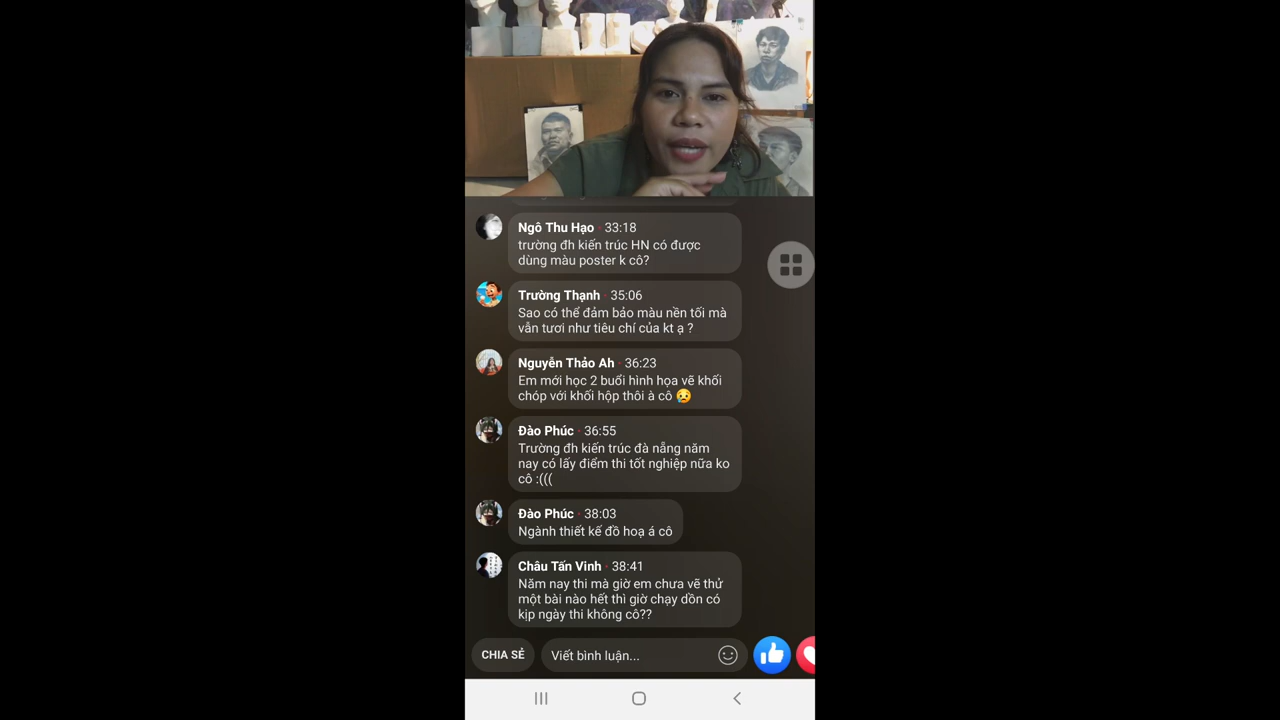 Ngô Thu Hạo · 33:18
trường đh kiến trúc HN có được
dùng màu poster k cô?
Trường Thạnh · 35:06
Sao có thể đảm bảo màu nền tối mà
vẫn tươi như tiêu chí của kt ạ ?
Nguyễn Thảo Ah · 36:23
Em mới học 2 buổi hình họa vẽ khối
chóp với khối hộp thôi à cô 😥
Đào Phúc · 36:55
Trường đh kiến trúc đà nẵng năm
nay có lấy điểm thi tốt nghiệp nữa ko
cô :(((
Đào Phúc · 38:03
Ngành thiết kế đồ hoạ á cô
Châu Tấn Vinh · 38:41
Năm nay thi mà giờ em chưa vẽ thử
một bài nào hết thì giờ chạy dồn có
kịp ngày thi không cô??
CHIA SẺ
Viết bình luận...